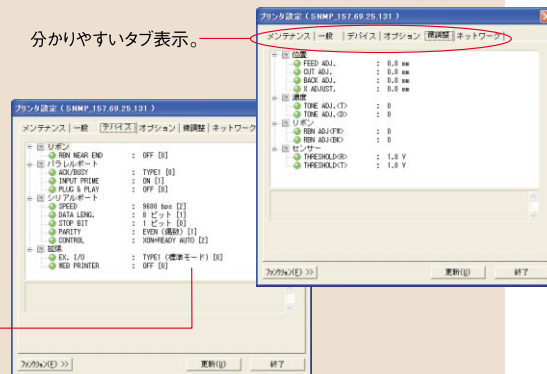 分かりやすいタブ表示。
プリンタ設定 ( SNMP_157.69.25.131 )
メンテナンス 一般 デバイス オプション 微調整 ネットワーク
位置
FEED ADJ. : 0.0 mm
CUT ADJ. : 0.0 mm
BACK ADJ. : 0.0 mm
X ADJUST. : 0.0 mm
濃度
TONE ADJ.<T> : 0
TONE ADJ.<D> : 0
リボン
RBN ADJ<FW> : 0
RBN ADJ<BK> : 0
センサー
THRESHOLD<R> : 1.0 V
THRESHOLD<T> : 1.0 V
ファンクション(F) >>
更新(U)
終了
プリンタ設定 ( SNMP_157.69.25.131 )
メンテナンス 一般 デバイス オプション 微調整 ネットワーク
リボン
RBN NEAR END : OFF [0]
パラレルポート
ACK/BUSY : TYPE1 [0]
INPUT PRIME : ON [1]
PLUG & PLAY : OFF [0]
シリアルポート
SPEED : 9600 bps [2]
DATA LENG. : 8 ビット [1]
STOP BIT : 1 ビット [0]
PARITY : EVEN (偶数) [1]
CONTROL : XON+READY AUTO [2]
拡張
EX. I/O : TYPE1 (標準モード) [0]
WEB PRINTER : OFF [0]
ファンクション(F) >>
更新(U)
終了